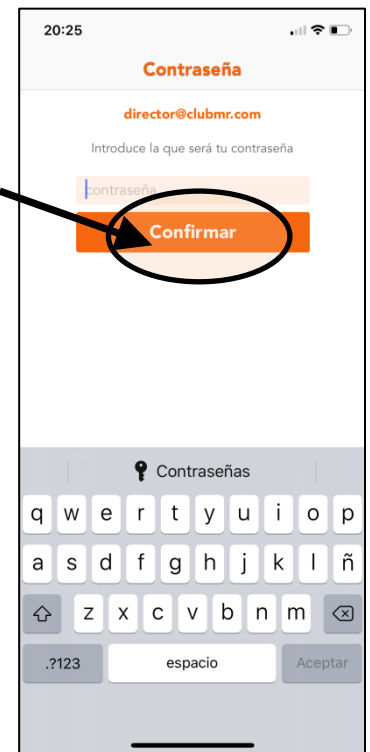 20:25
Contraseña
director@clubmr.com
Introduce la que será tu contraseña
contraseña
Confirmar
Contraseñas
q w e r t y u i o p
a s d f g h j k l ñ
z x c v b n m
.?123 espacio Aceptar